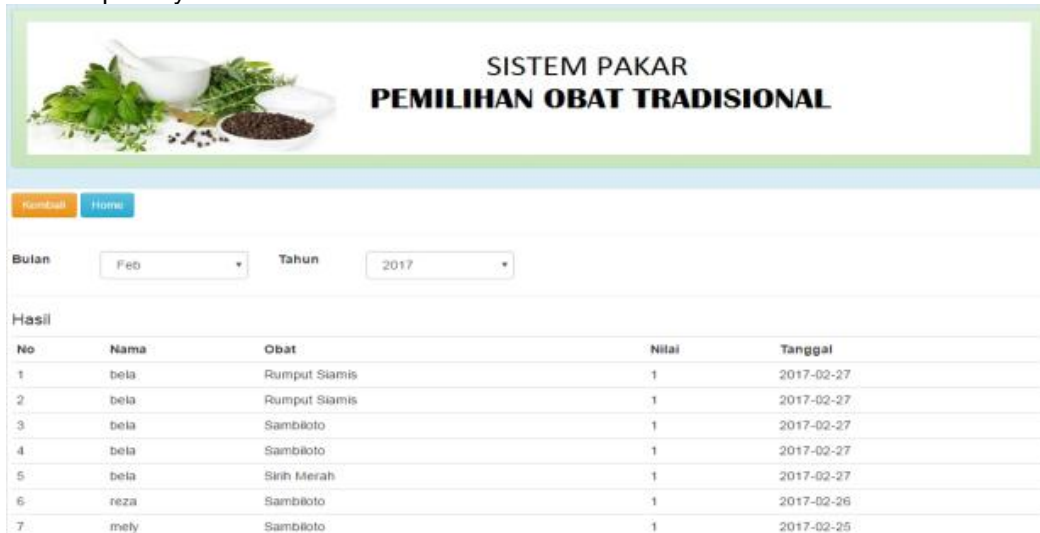 SISTEM PAKAR
PEMILIHAN OBAT TRADISIONAL
Kembali Home
Bulan Feb Tahun 2017
Hasil
No Nama Obat Nilai Tanggal
1 bela Rumput Siamis 1 2017-02-27
2 bela Rumput Siamis 1 2017-02-27
3 bela Sambiloto 1 2017-02-27
4 bela Sambiloto 1 2017-02-27
5 bela Sirih Merah 1 2017-02-27
6 reza Sambiloto 1 2017-02-26
7 mely Sambiloto 1 2017-02-25